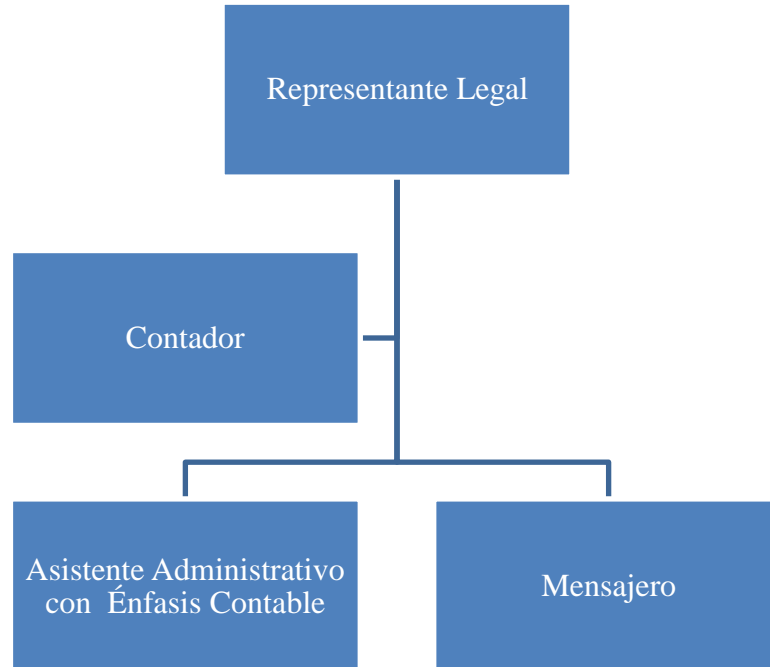 Representante Legal
Contador
Asistente Administrativo
con Énfasis Contable
Mensajero